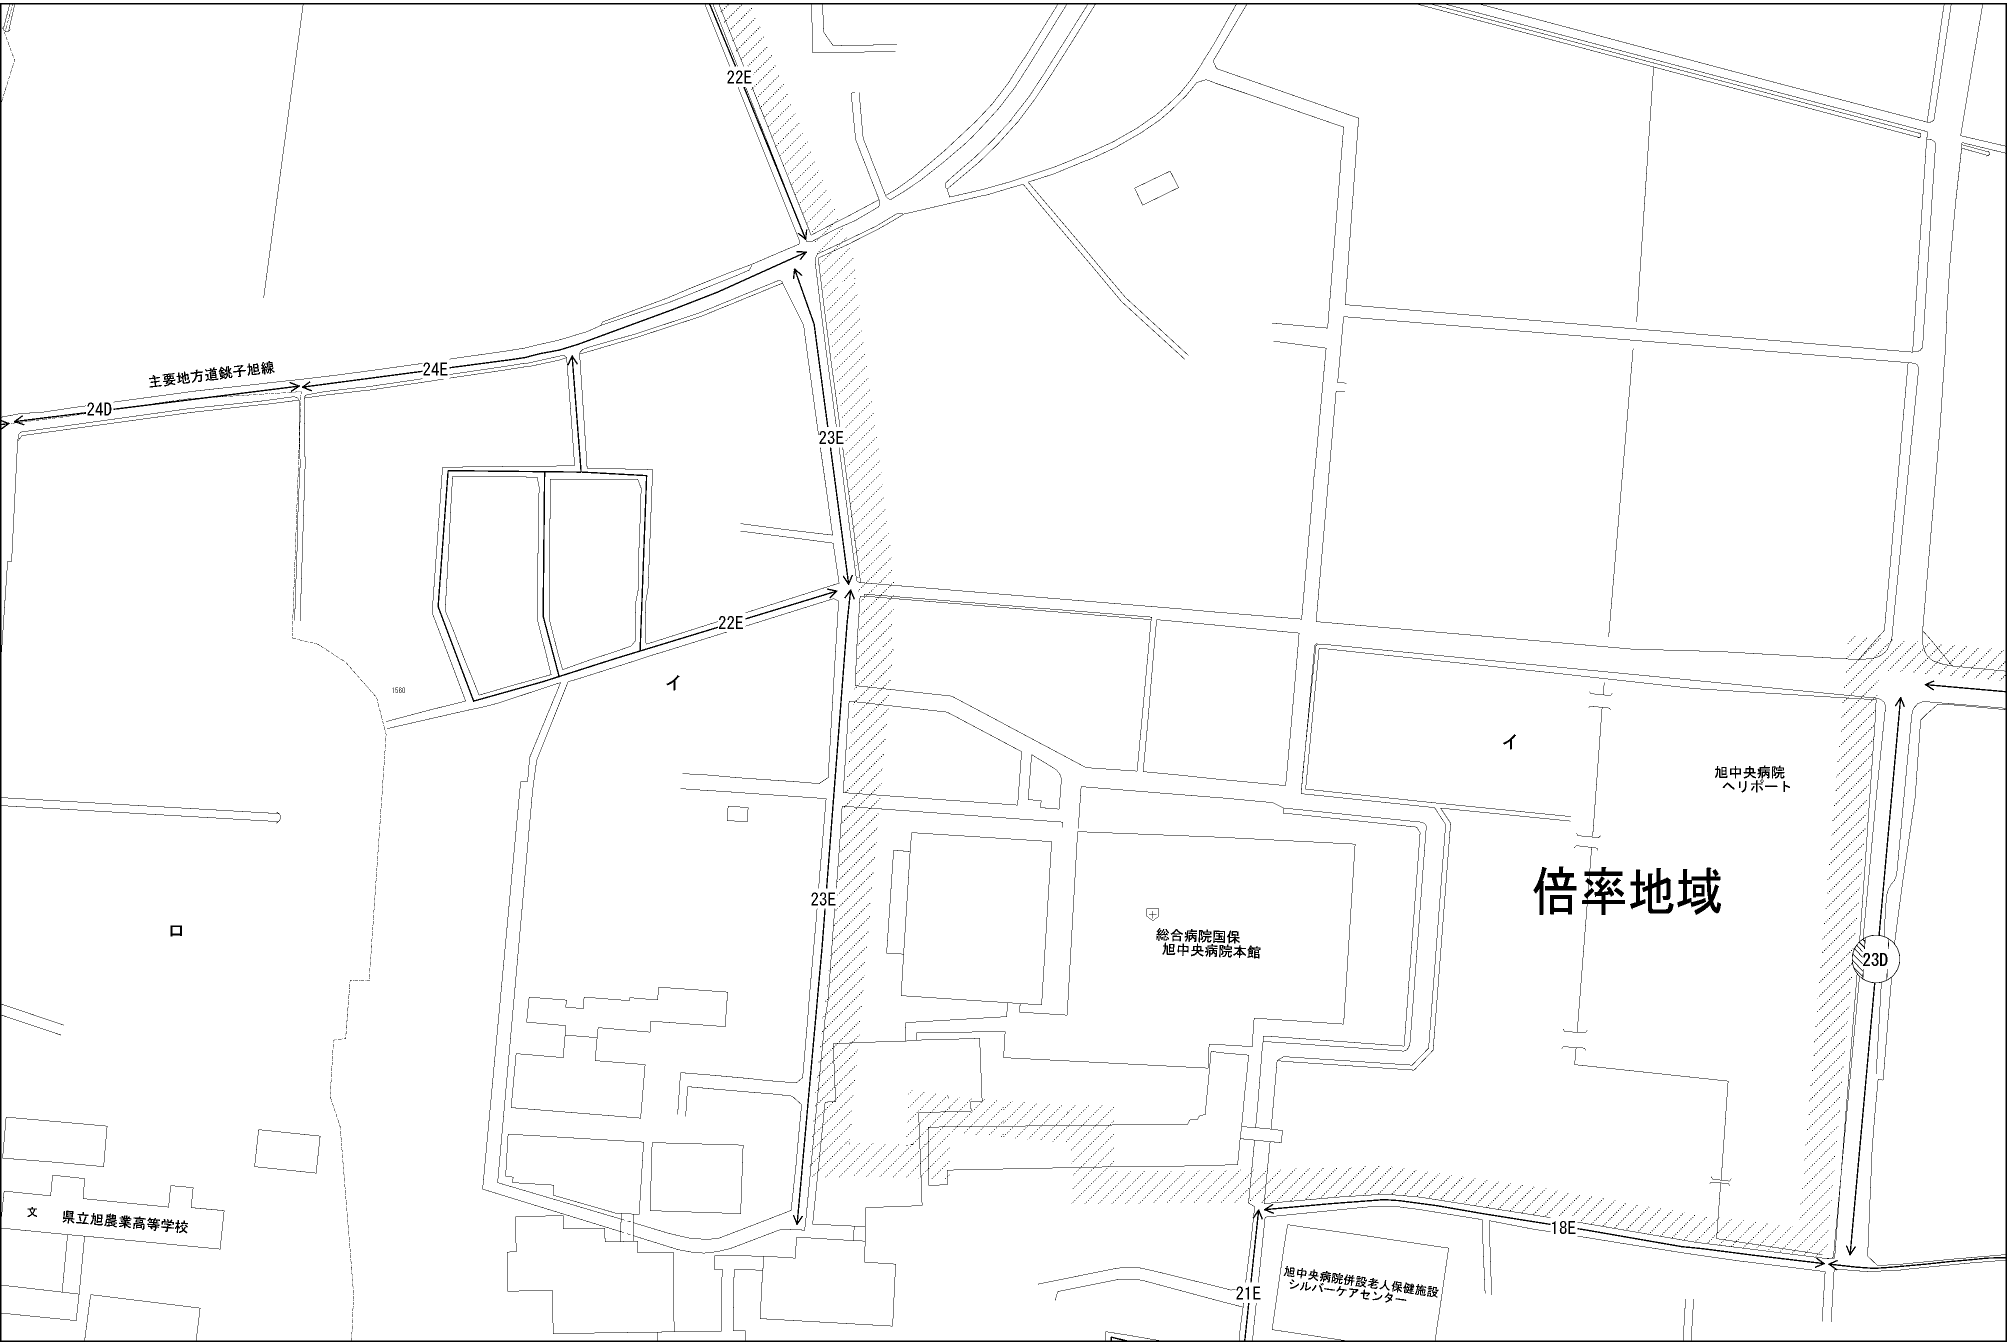 22E
主要地方道銚子旭線
24E
24D
23E
22E
イ
1560
イ
旭中央病院
ヘリポート
倍率地域
23E
総合病院国保
旭中央病院本館
ロ
23D
文
県立旭農業高等学校
18E
旭中央病院併設老人保健施設
シルバーケアセンター
21E